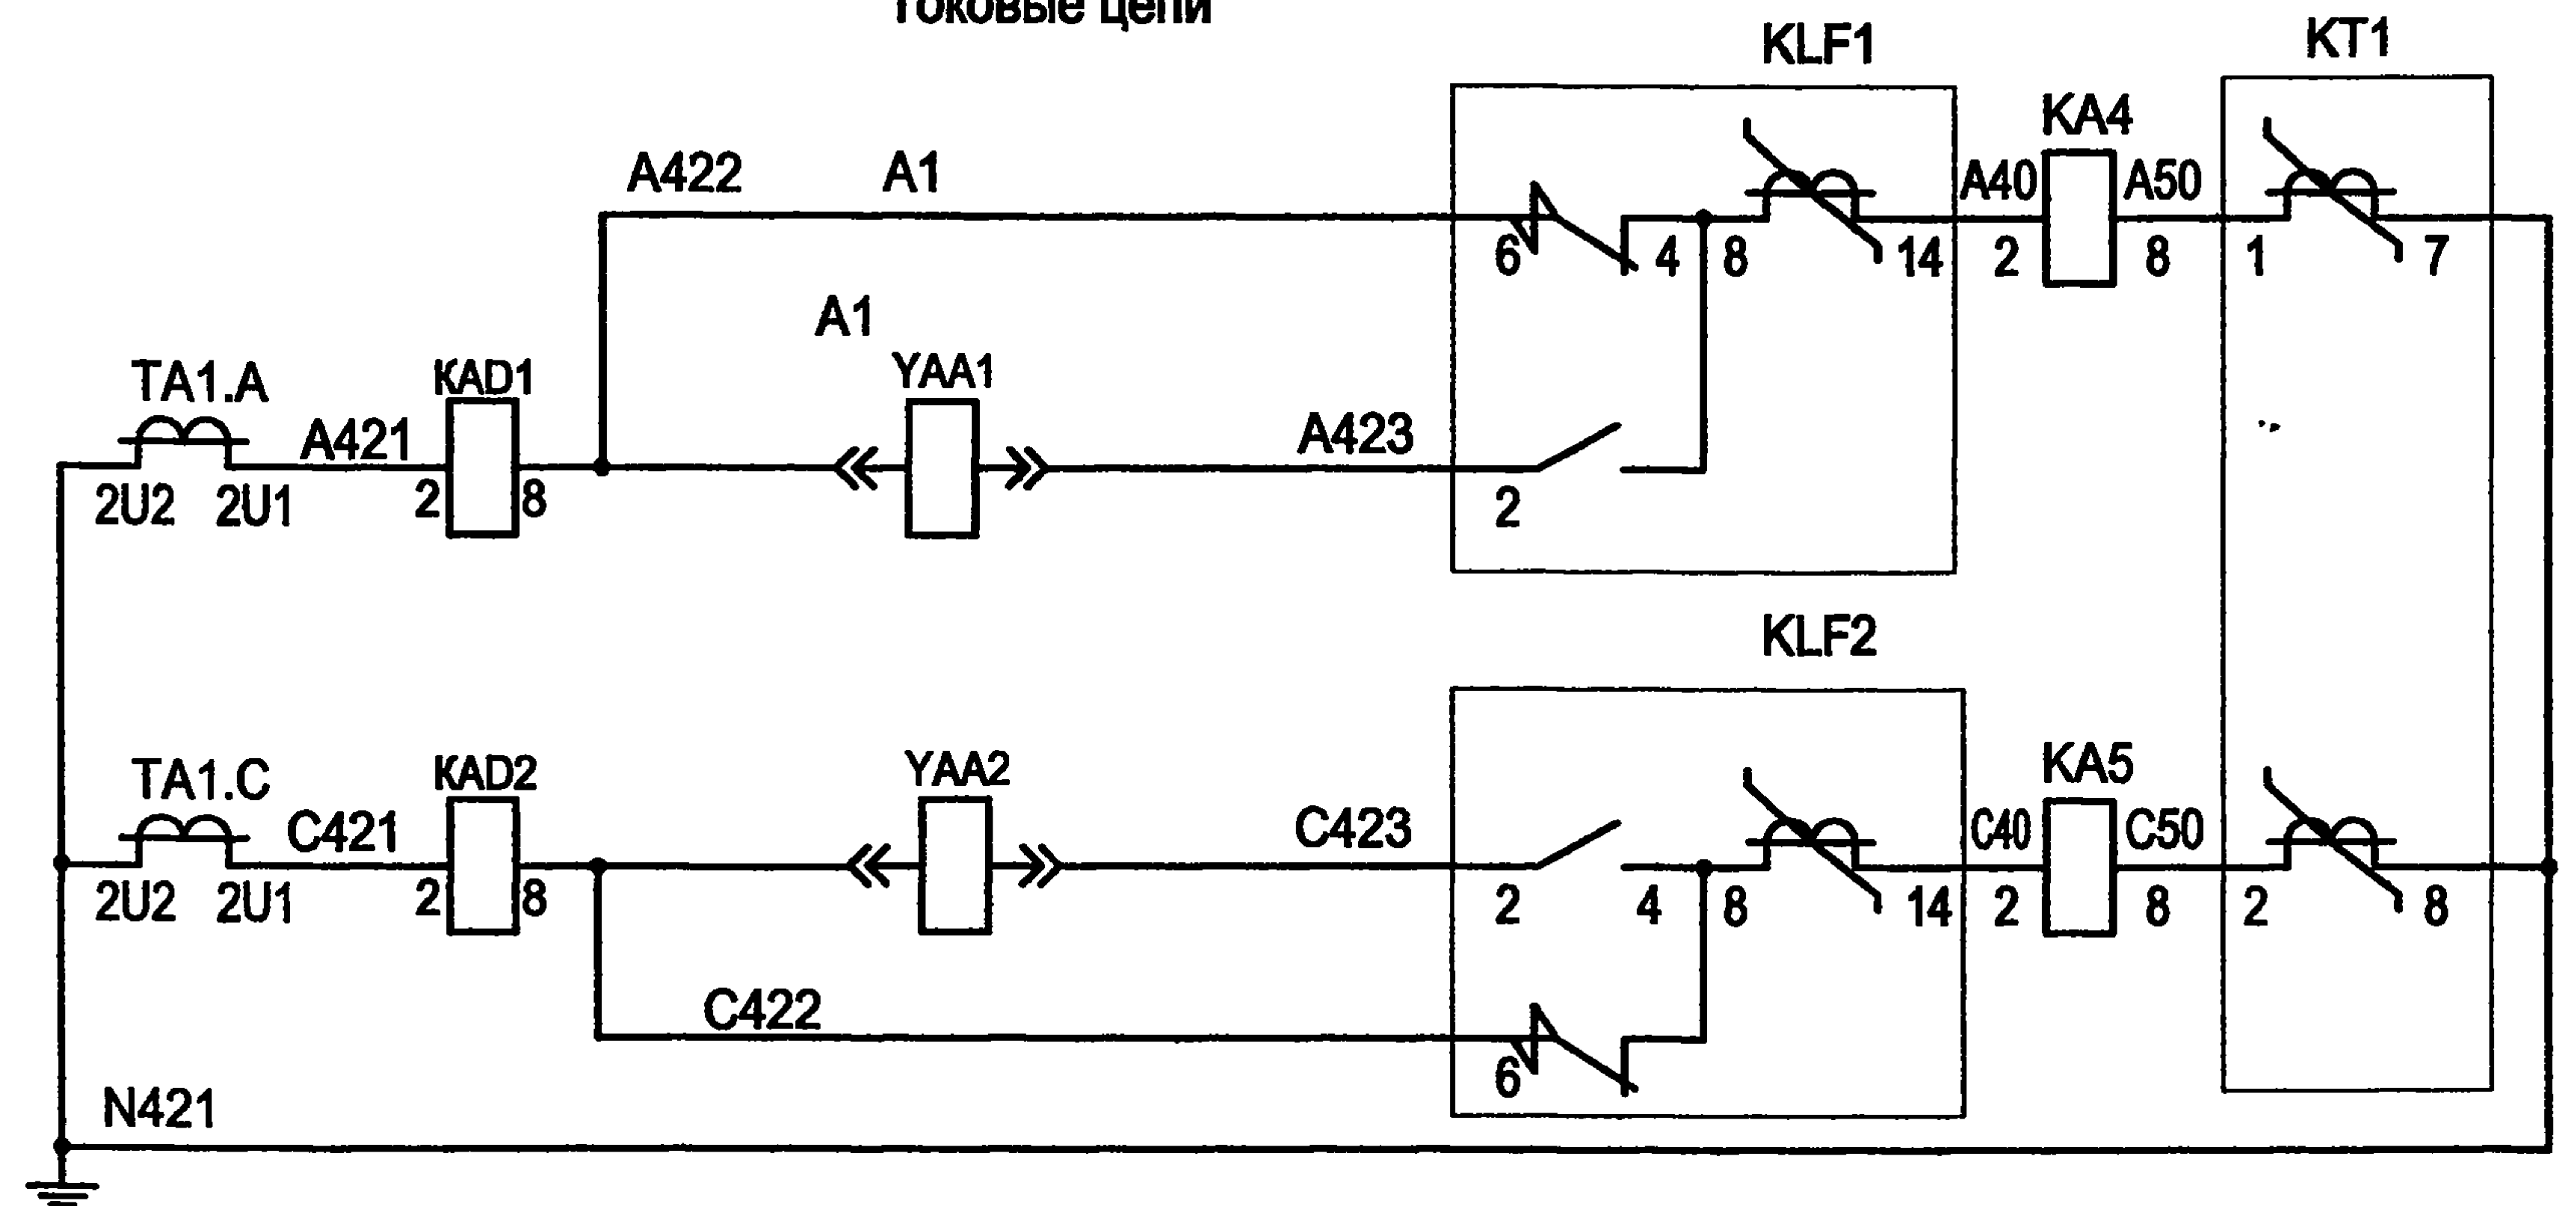 токовые цепи
KLF1
KT1
KA4
A422 A1
A40 A50
6 4 8 14 2 8 1 7
A1
TA1.A KAD1 YAA1
A421 A423
2U2 2U1 2 8 2
KLF2
TA1.C KAD2 YAA2 KA5
C421 C423 C40 C50
2U2 2U1 2 8 2 4 8 14 2 8 2 8
C422
6
N421